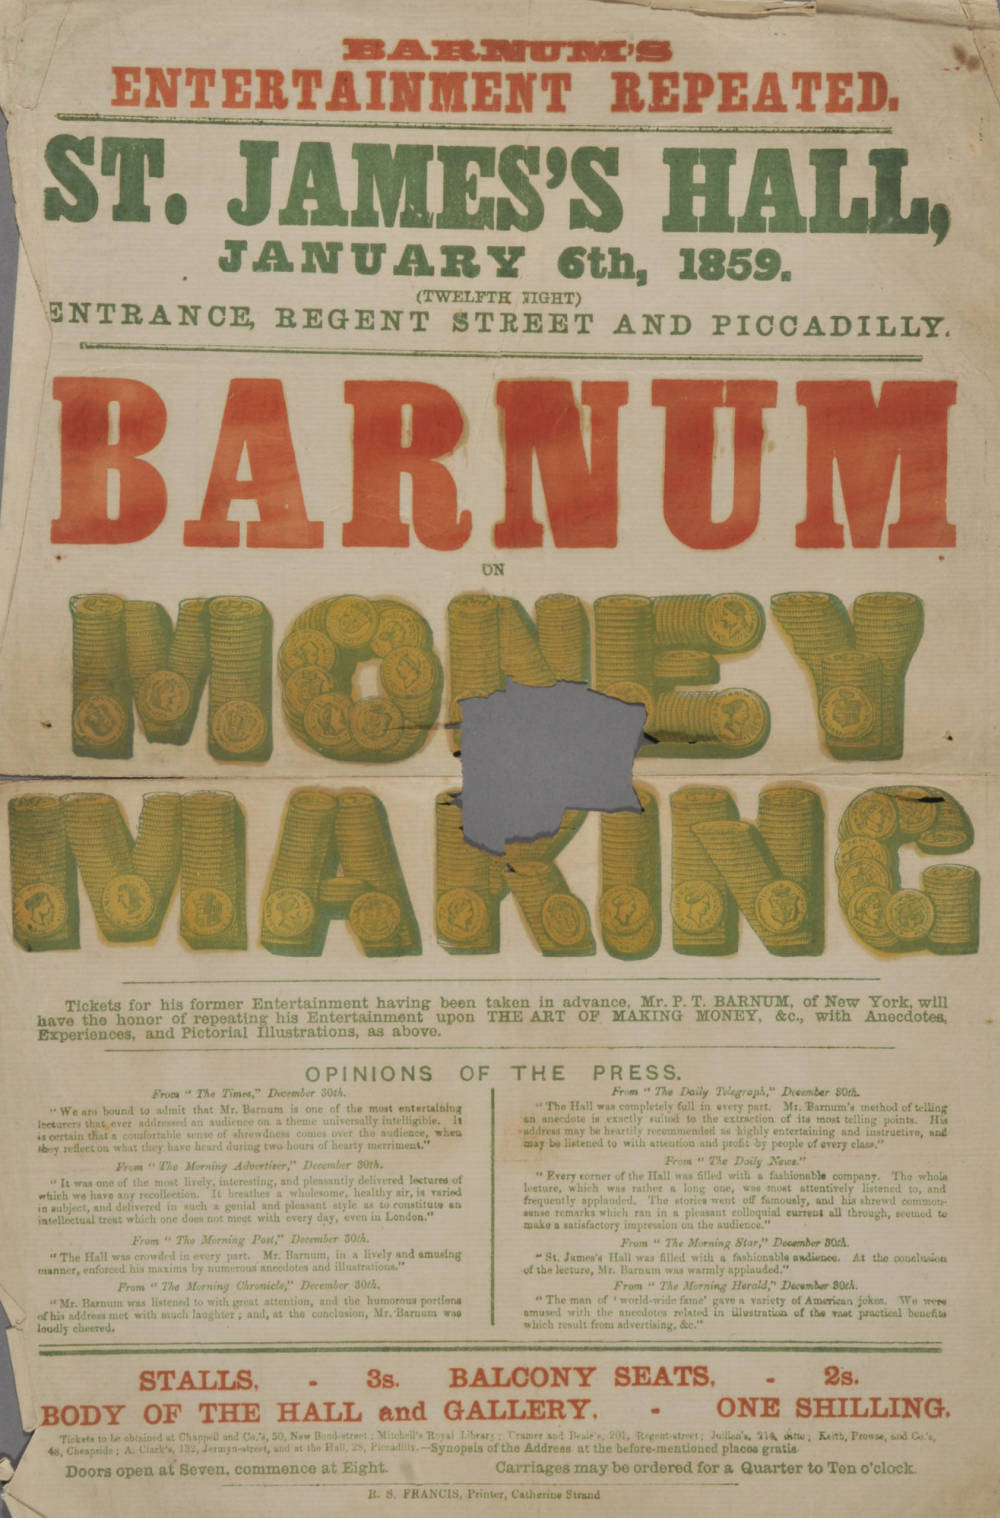 BARNUM'S
ENTERTAINMENT REPEATED.
ST. JAMES'S HALL,
JANUARY 6th, 1859.
(TWELFTH NIGHT)
ENTRANCE, REGENT STREET AND PICCADILLY.
BARNUM
ON
MONEY
MAKING
Tickets for his former Entertainment having been taken in advance, Mr. P. T. BARNUM, of New York, will
have the honor of repeating his Entertainment upon THE ART OF MAKING MONEY, &c., with Anecdotes,
Experiences, and Pictorial Illustrations, as above.
OPINIONS OF THE PRESS.
From "The Times," December 30th.
"We are bound to admit that Mr. Barnum is one of the most entertaining
lecturers that ever addressed an audience on a theme universally intelligible. It
is certain that a comfortable sense of shrewdness comes over the audience, when
they reflect on what they have heard during two hours of hearty merriment."
From "The Morning Advertiser," December 30th.
"It was one of the most lively, interesting, and pleasantly delivered lectures of
which we have any recollection. It breathes a wholesome, healthy air, is varied
in subject, and delivered in such a genial and pleasant style as to constitute an
intellectual treat which one does not meet with every day, even in London."
From "The Morning Post," December 30th.
"The Hall was crowded in every part. Mr. Barnum, in a lively and amusing
manner, enforced his maxims by numerous anecdotes and illustrations."
From "The Morning Chronicle," December 30th.
"Mr. Barnum was listened to with great attention, and the humorous portions
of his address met with much laughter; and, at the conclusion, Mr. Barnum was
loudly cheered.
From "The Daily Telegraph," December 30th.
"The Hall was completely full in every part. Mr. Barnum's method of telling
an anecdote is exactly suited to the extraction of its most telling points. His
address may be heartily recommended as highly entertaining and instructive, and
may be listened to with attention and profit by people of every class."
From "The Daily News."
"Every corner of the Hall was filled with a fashionable company. The whole
lecture, which was rather a long one, was most attentively listened to, and
frequently applauded. The stories went off famously, and his shrewd common-
sense remarks which ran in a pleasant colloquial current all through, seemed to
make a satisfactory impression on the audience."
From "The Morning Star," December 30th.
"St. James's Hall was filled with a fashionable audience. At the conclusion
of the lecture, Mr. Barnum was warmly applauded."
From "The Morning Herald," December 30th.
"The man of 'world-wide fame' gave a variety of American jokes. We were
amused with the anecdotes related in illustration of the vast practical benefits
which result from advertising, &c."
STALLS, - 3s. BALCONY SEATS, - 2s.
BODY OF THE HALL and GALLERY, - ONE SHILLING.
Tickets to be obtained at Chappell and Co.'s, 50, New Bond-street; Mitchell's Royal Library; Cramer and Beale's, 201, Regent-street; Jullien's, 214, ditto; Keith, Prowse, and Co.'s,
48, Cheapside; A. Clark's, 132, Jermyn-street, and at the Hall, 28, Piccadilly.—Synopsis of the Address at the before-mentioned places gratis.
Doors open at Seven, commence at Eight. Carriages may be ordered for a Quarter to Ten o'clock.
R. S. FRANCIS, Printer, Catherine Strand